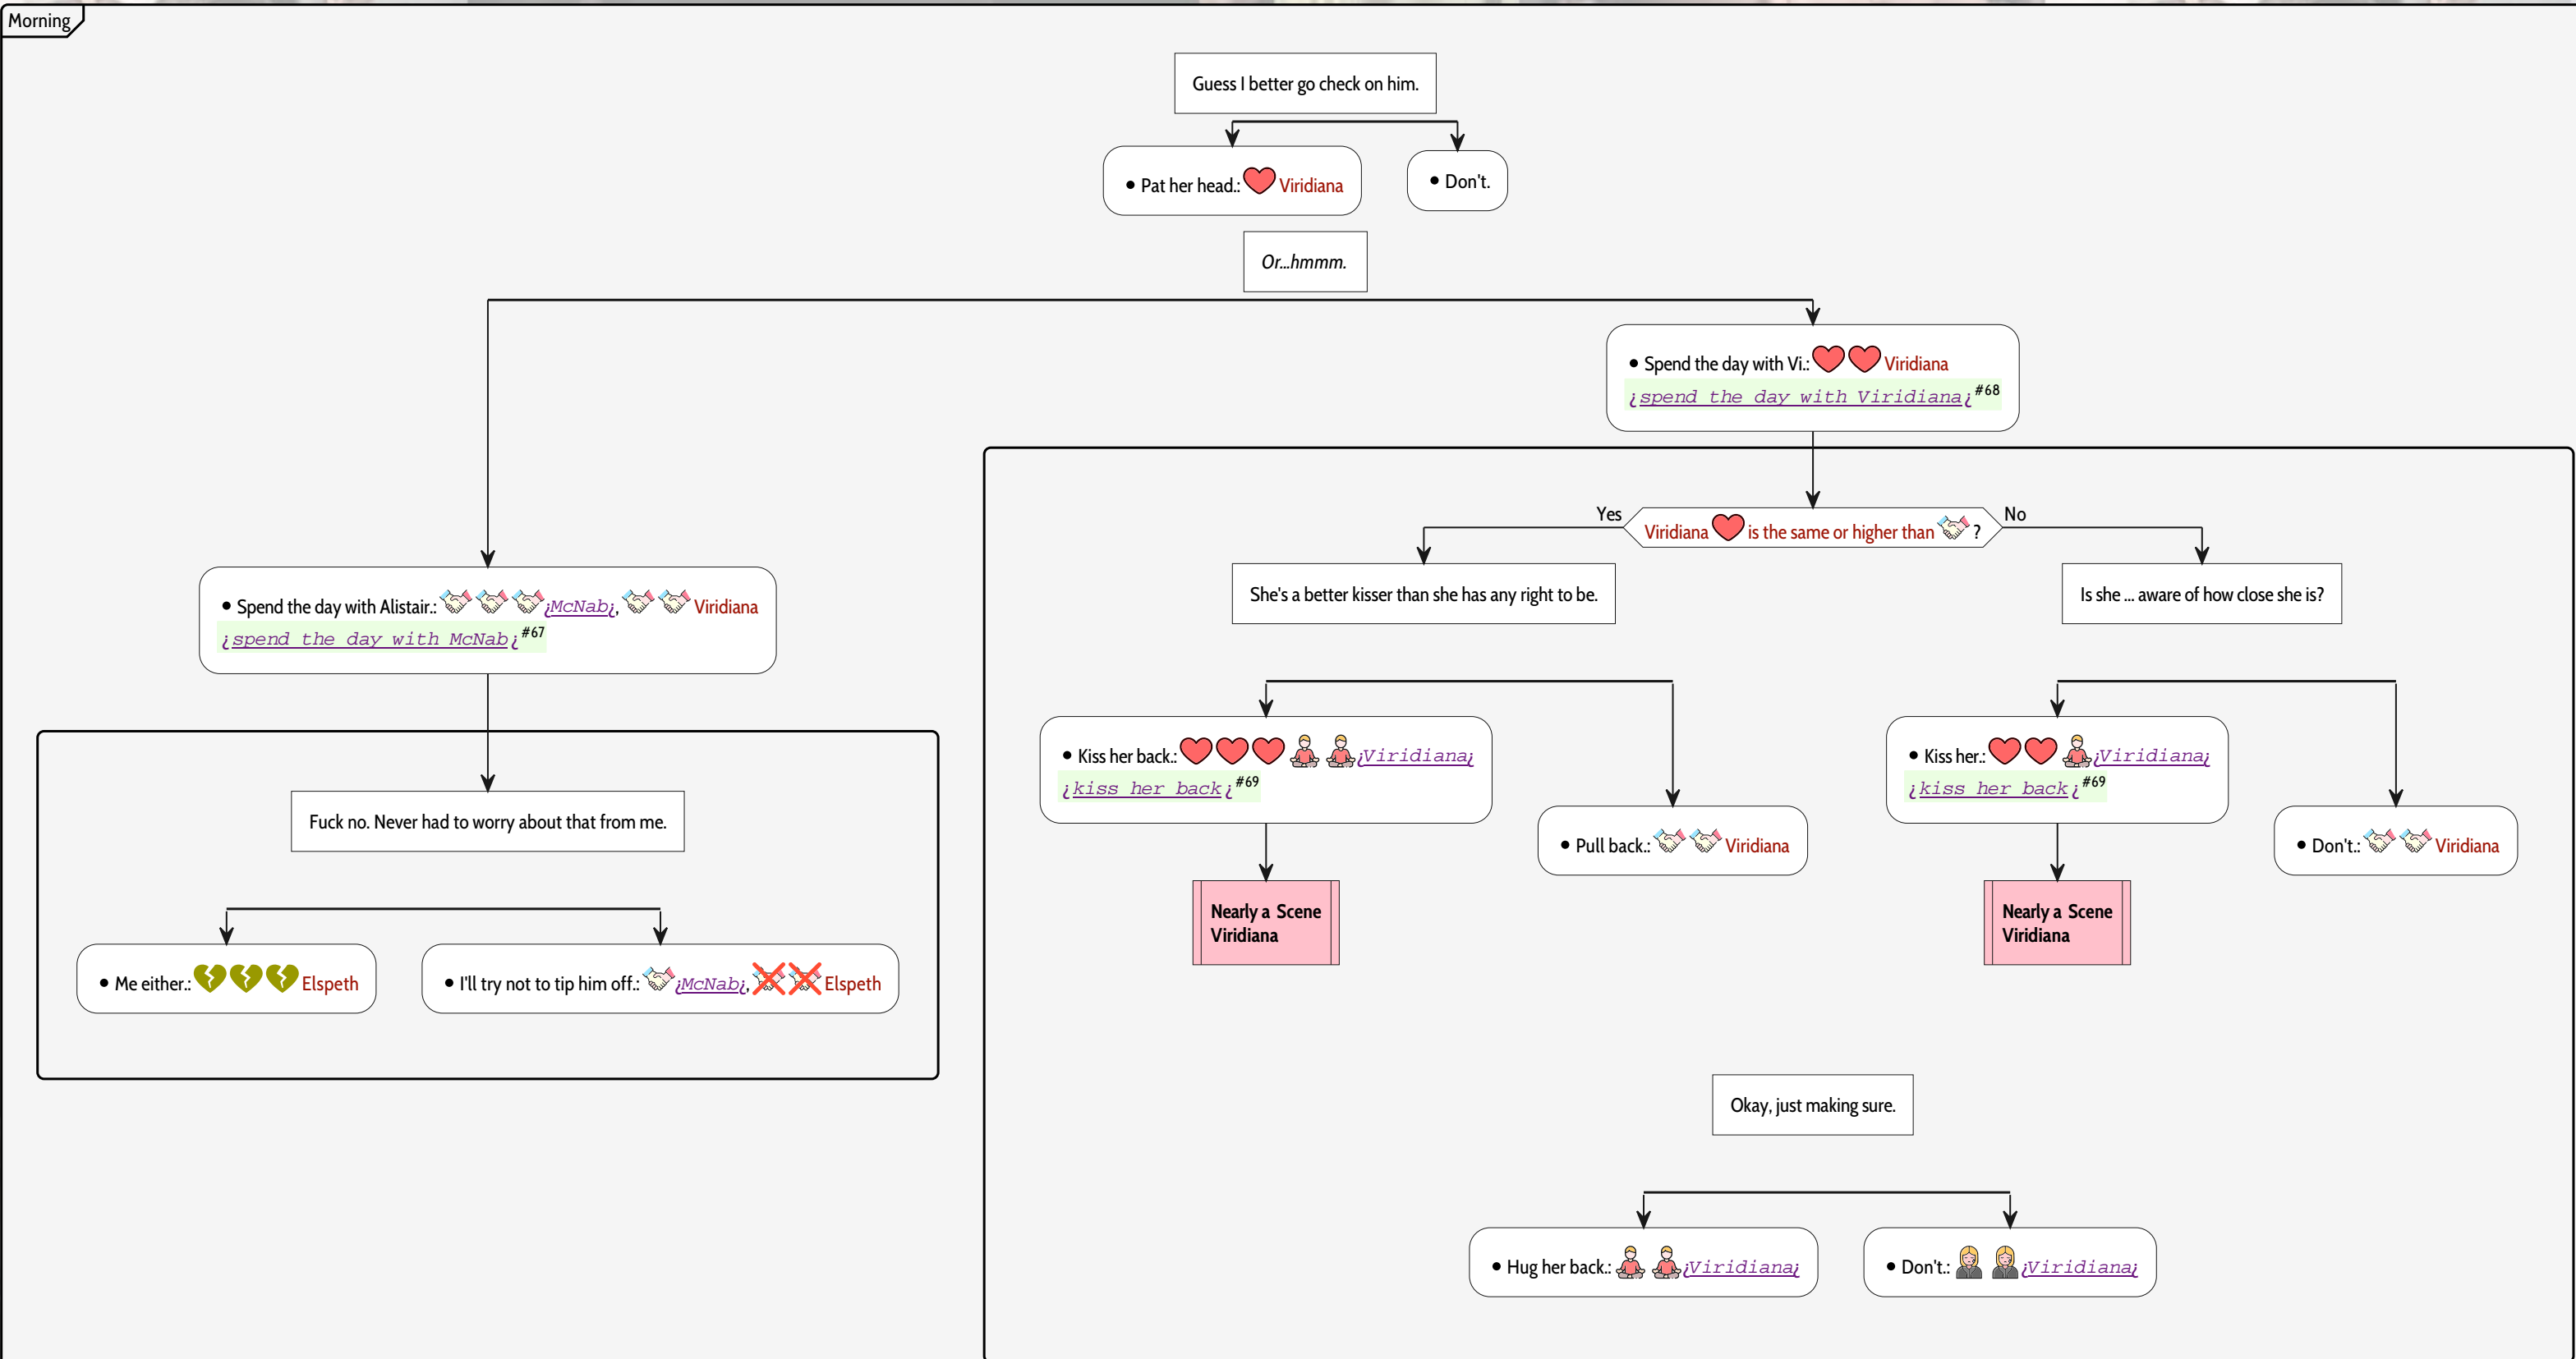 Morning
Guess I better go check on him.
• Pat her head.: Viridiana
• Don't.
Or...hmmm.
• Spend the day with Vi.: Viridiana
¿spend the day with Viridiana¿ #68
Yes
Viridiana is the same or higher than ?
No
She's a better kisser than she has any right to be.
Is she ... aware of how close she is?
• Spend the day with Alistair.: ¿McNab¿, Viridiana
¿spend the day with McNab¿ #67
• Kiss her back.: ¿Viridiana¿
¿kiss her back¿ #69
• Pull back.: Viridiana
• Kiss her.: ¿Viridiana¿
¿kiss her back¿ #69
• Don't.: Viridiana
Fuck no. Never had to worry about that from me.
Nearly a Scene
Viridiana
Nearly a Scene
Viridiana
• Me either.: Elspeth
• I'll try not to tip him off.: ¿McNab¿, Elspeth
Okay, just making sure.
• Hug her back.: ¿Viridiana¿
• Don't.: ¿Viridiana¿